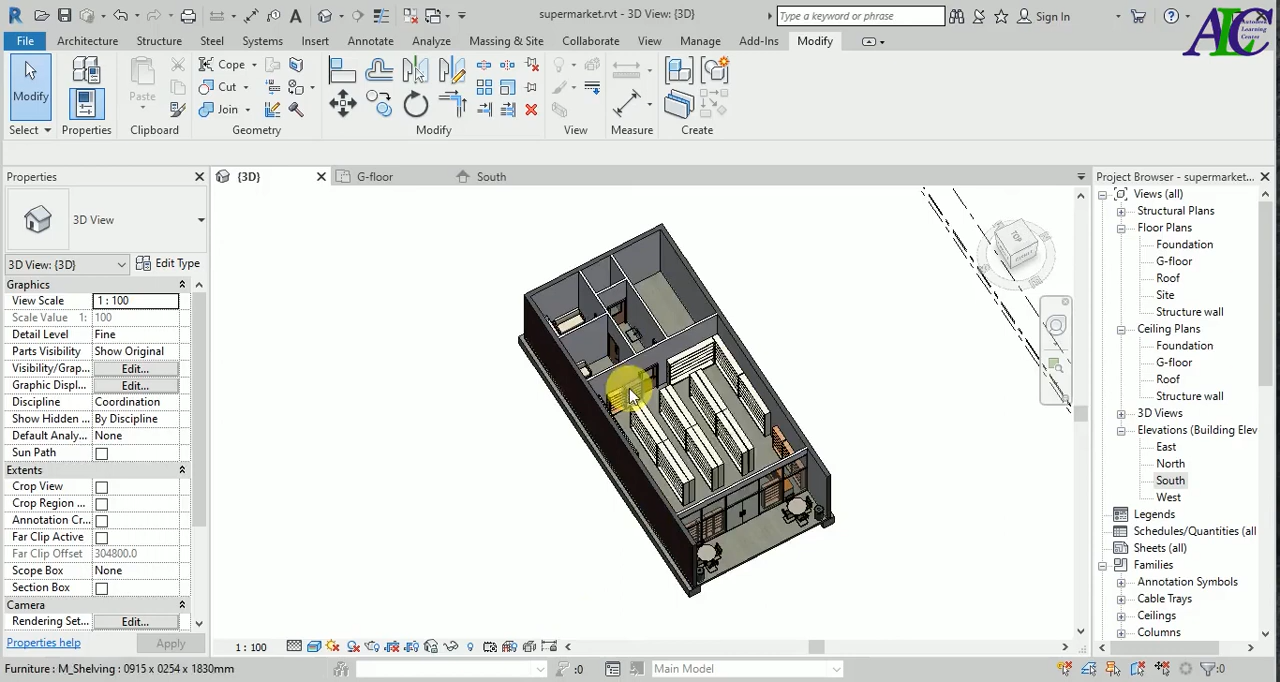 supermarket.rvt - 3D View: {3D}
Type a keyword or phrase
Sign In
Autodesk
Learning
Center
ALC
File
Architecture
Structure
Steel
Systems
Insert
Annotate
Analyze
Massing & Site
Collaborate
View
Manage
Add-Ins
Modify
Modify
Paste
Cope
Cut
Join
Select
Properties
Clipboard
Geometry
Modify
View
Measure
Create
Properties
{3D}
G-floor
South
Project Browser - supermarket...
3D View
3D View: {3D}
Edit Type
Graphics
View Scale
1 : 100
Scale Value 1:
100
Detail Level
Fine
Parts Visibility
Show Original
Visibility/Grap...
Edit...
Graphic Displ...
Edit...
Discipline
Coordination
Show Hidden ...
By Discipline
Default Analy...
None
Sun Path
Extents
Crop View
Crop Region ...
Annotation Cr...
Far Clip Active
Far Clip Offset
304800.0
Scope Box
None
Section Box
Camera
Rendering Set...
Edit...
Properties help
Apply
TOP
Views (all)
Structural Plans
Floor Plans
Foundation
G-floor
Roof
Site
Structure wall
Ceiling Plans
Foundation
G-floor
Roof
Structure wall
3D Views
Elevations (Building Elev
East
North
South
West
Legends
Schedules/Quantities (all)
Sheets (all)
Families
Annotation Symbols
Cable Trays
Ceilings
Columns
1 : 100
Furniture : M_Shelving : 0915 x 0254 x 1830mm
:0
Main Model
:0